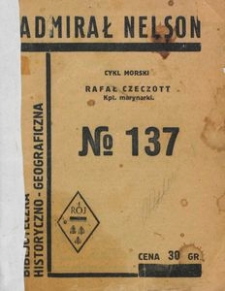 ADMIRAŁ NELSON
CYKL MORSKI
RAFAŁ CZECZOTT
Kpt. marynarki.
№ 137
BIBLJOTECZKA
HISTORYCZNO-GEOGRAFICZNA
RÓJ
CENA 30 GR.